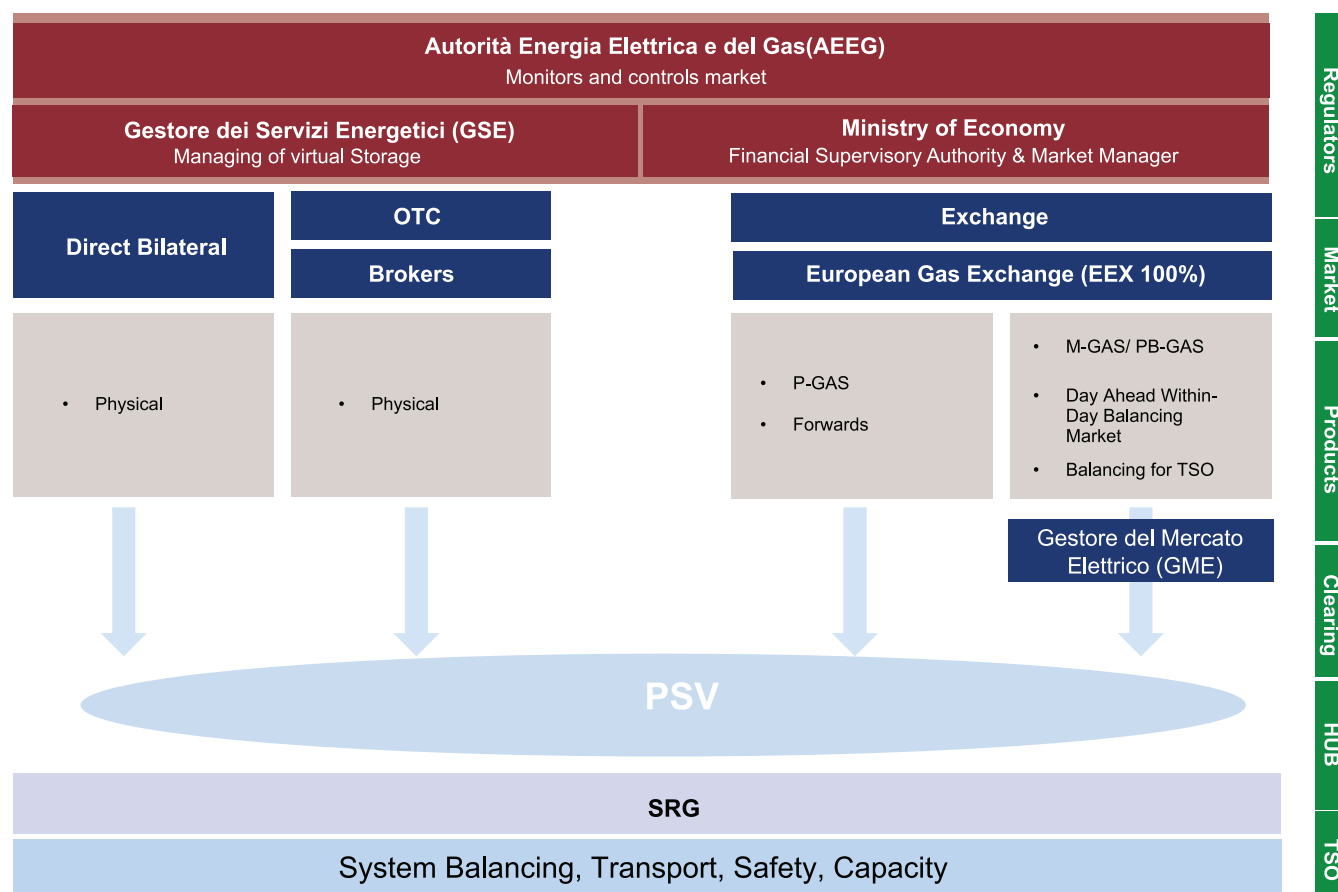 Autorità Energia Elettrica e del Gas(AEEG)
Monitors and controls market
Gestore dei Servizi Energetici (GSE)
Managing of virtual Storage
Ministry of Economy
Financial Supervisory Authority & Market Manager
Direct Bilateral
OTC
Brokers
Exchange
European Gas Exchange (EEX 100%)
• Physical
• Physical
• P-GAS
• Forwards
• M-GAS/ PB-GAS
• Day Ahead Within-
Day Balancing
Market
• Balancing for TSO
Gestore del Mercato
Elettrico (GME)
PSV
SRG
System Balancing, Transport, Safety, Capacity
Regulators
Market
Products
Clearing
HUB
TSO